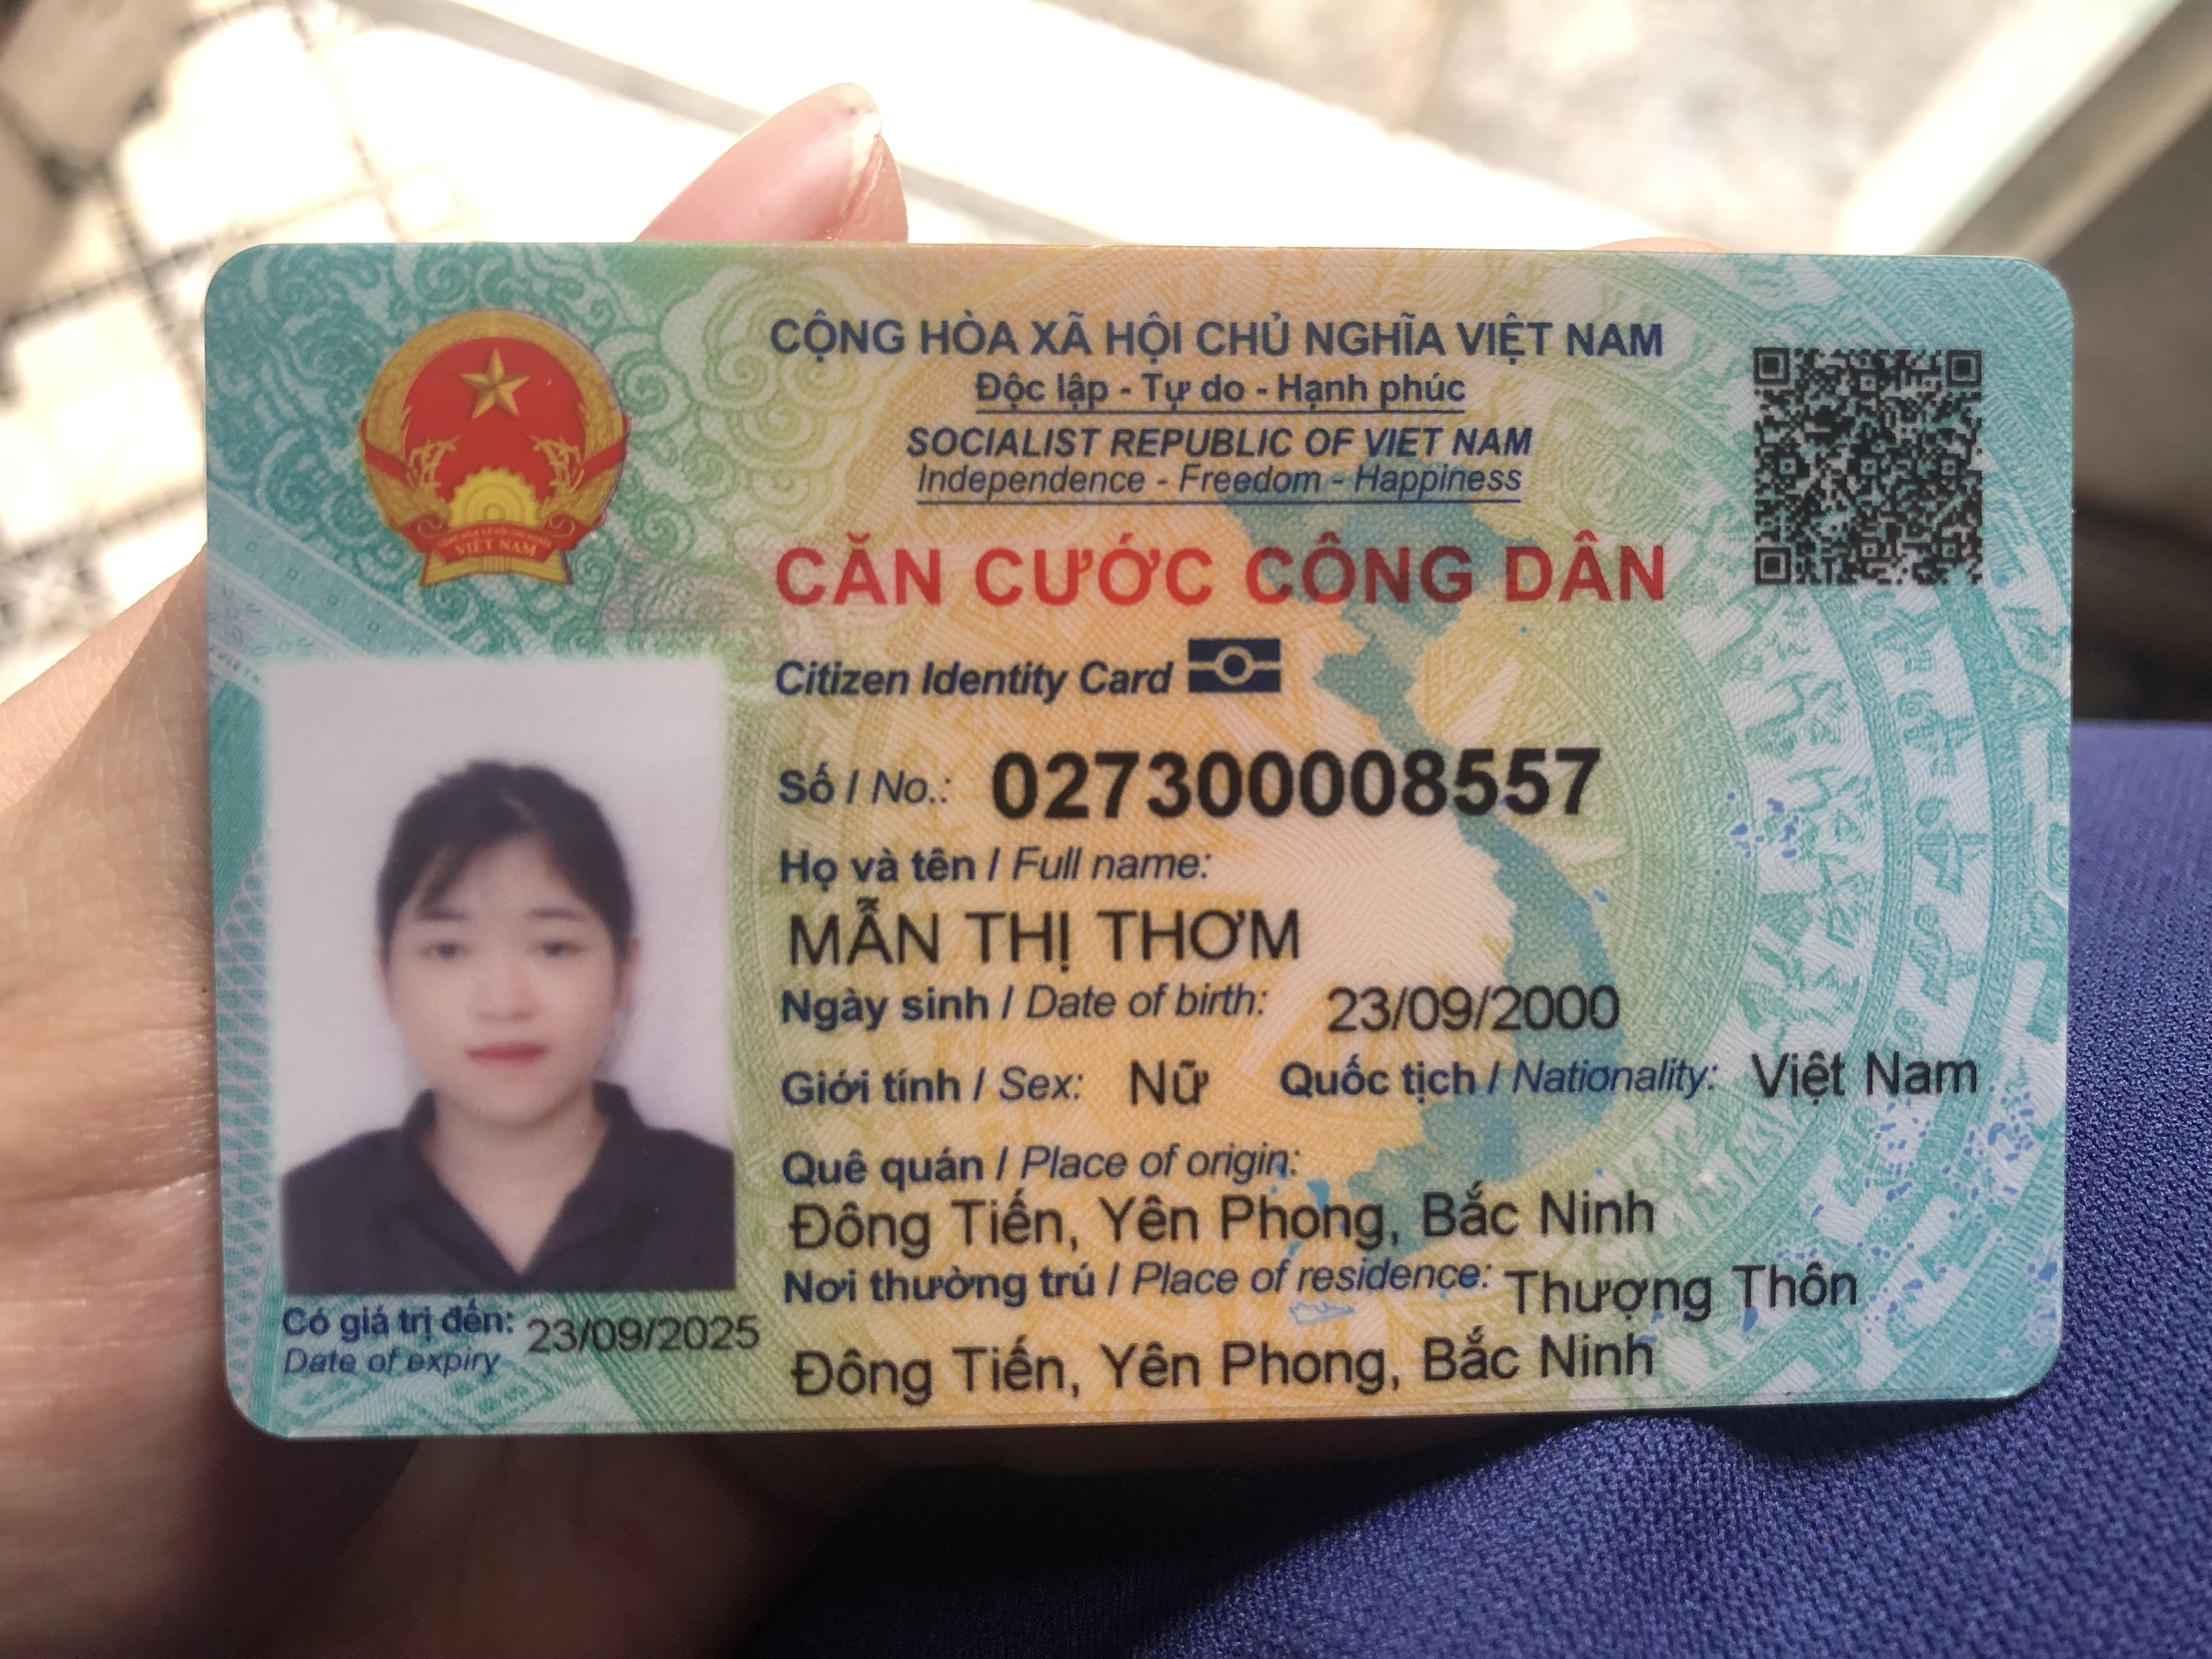 CỘNG HÒA XÃ HỘI CHỦ NGHĨA VIỆT NAM
Độc lập - Tự do - Hạnh phúc
SOCIALIST REPUBLIC OF VIET NAM
Independence - Freedom - Happiness
CĂN CƯỚC CÔNG DÂN
Citizen Identity Card
Số / No.: 027300008557
Họ và tên / Full name:
MẪN THỊ THƠM
Ngày sinh / Date of birth: 23/09/2000
Giới tính / Sex: Nữ Quốc tịch / Nationality: Việt Nam
Quê quán / Place of origin:
Đông Tiến, Yên Phong, Bắc Ninh
Nơi thường trú / Place of residence: Thượng Thôn
Đông Tiến, Yên Phong, Bắc Ninh
Có giá trị đến: 23/09/2025
Date of expiry
VIỆT NAM